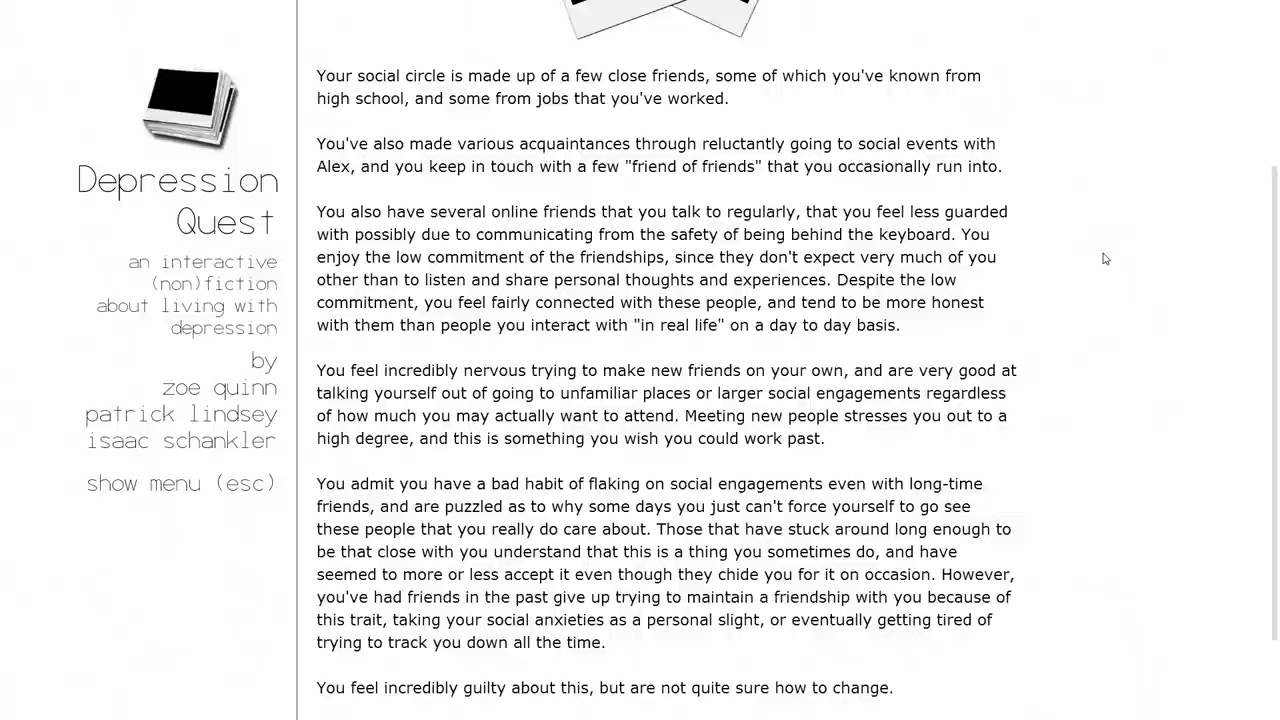 Depression
Quest
an interactive
(non)fiction
about living with
depression
by
zoe quinn
patrick lindsey
isaac schankler
show menu (esc)
Your social circle is made up of a few close friends, some of which you've known from
high school, and some from jobs that you've worked.
You've also made various acquaintances through reluctantly going to social events with
Alex, and you keep in touch with a few "friend of friends" that you occasionally run into.
You also have several online friends that you talk to regularly, that you feel less guarded
with possibly due to communicating from the safety of being behind the keyboard. You
enjoy the low commitment of the friendships, since they don't expect very much of you
other than to listen and share personal thoughts and experiences. Despite the low
commitment, you feel fairly connected with these people, and tend to be more honest
with them than people you interact with "in real life" on a day to day basis.
You feel incredibly nervous trying to make new friends on your own, and are very good at
talking yourself out of going to unfamiliar places or larger social engagements regardless
of how much you may actually want to attend. Meeting new people stresses you out to a
high degree, and this is something you wish you could work past.
You admit you have a bad habit of flaking on social engagements even with long-time
friends, and are puzzled as to why some days you just can't force yourself to go see
these people that you really do care about. Those that have stuck around long enough to
be that close with you understand that this is a thing you sometimes do, and have
seemed to more or less accept it even though they chide you for it on occasion. However,
you've had friends in the past give up trying to maintain a friendship with you because of
this trait, taking your social anxieties as a personal slight, or eventually getting tired of
trying to track you down all the time.
You feel incredibly guilty about this, but are not quite sure how to change.